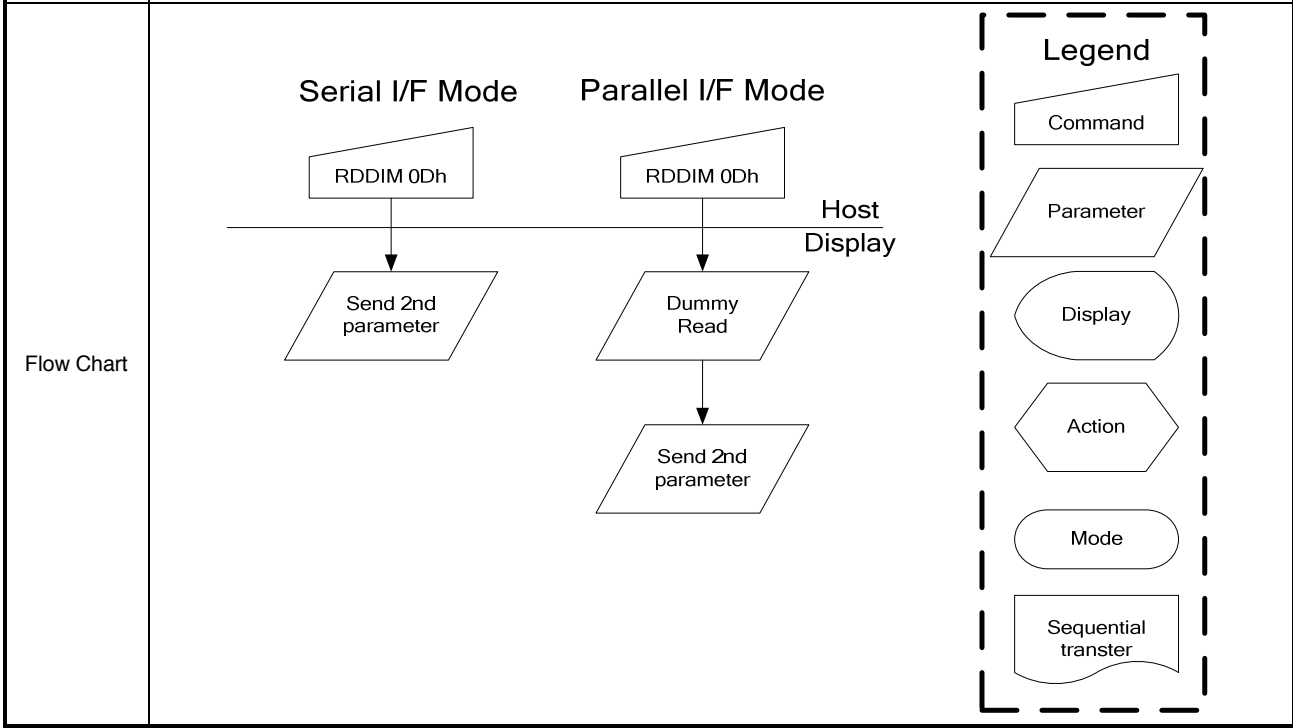 Flow Chart
Serial I/F Mode
RDDIM 0Dh
Send 2nd
parameter
Parallel I/F Mode
RDDIM 0Dh
Host
Display
Dummy
Read
Send 2nd
parameter
Legend
Command
Parameter
Display
Action
Mode
Sequential
transter